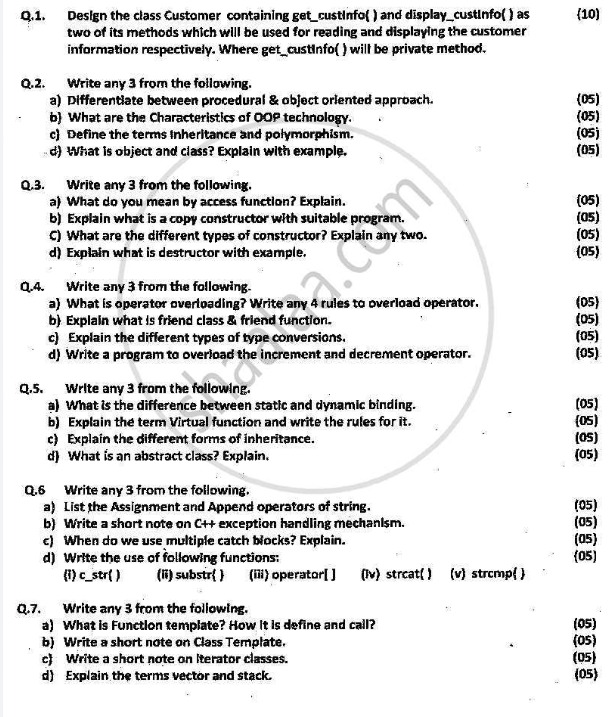 Q.1. Design the class Customer containing get_custinfo( ) and display_custinfo( ) as (10)
two of its methods which will be used for reading and displaying the customer
information respectively. Where get_custinfo( ) will be private method.
Q.2. Write any 3 from the following.
a) Differentiate between procedural & object oriented approach. (05)
b) What are the Characteristics of OOP technology. (05)
c) Define the terms Inheritance and polymorphism. (05)
d) What is object and class? Explain with example. (05)
Q.3. Write any 3 from the following.
a) What do you mean by access function? Explain. (05)
b) Explain what is a copy constructor with suitable program. (05)
C) What are the different types of constructor? Explain any two. (05)
d) Explain what is destructor with example. (05)
Q.4. Write any 3 from the following.
a) What is operator overloading? Write any 4 rules to overload operator. (05)
b) Explain what is friend class & friend function. (05)
c) Explain the different types of type conversions. (05)
d) Write a program to overload the increment and decrement operator. (05)
Q.5. Write any 3 from the following.
a) What is the difference between static and dynamic binding. (05)
b) Explain the term Virtual function and write the rules for it. (05)
c) Explain the different forms of inheritance. (05)
d) What is an abstract class? Explain. (05)
Q.6 Write any 3 from the following.
a) List the Assignment and Append operators of string. (05)
b) Write a short note on C++ exception handling mechanism. (05)
c) When do we use multiple catch blocks? Explain. (05)
d) Write the use of following functions: (05)
(i) c_str( ) (ii) substr( ) (iii) operator[ ] (iv) strcat( ) (v) strcmp( )
Q.7. Write any 3 from the following.
a) What is Function template? How it is define and call? (05)
b) Write a short note on Class Template. (05)
c) Write a short note on Iterator classes. (05)
d) Explain the terms vector and stack. (05)
shaalaa.com